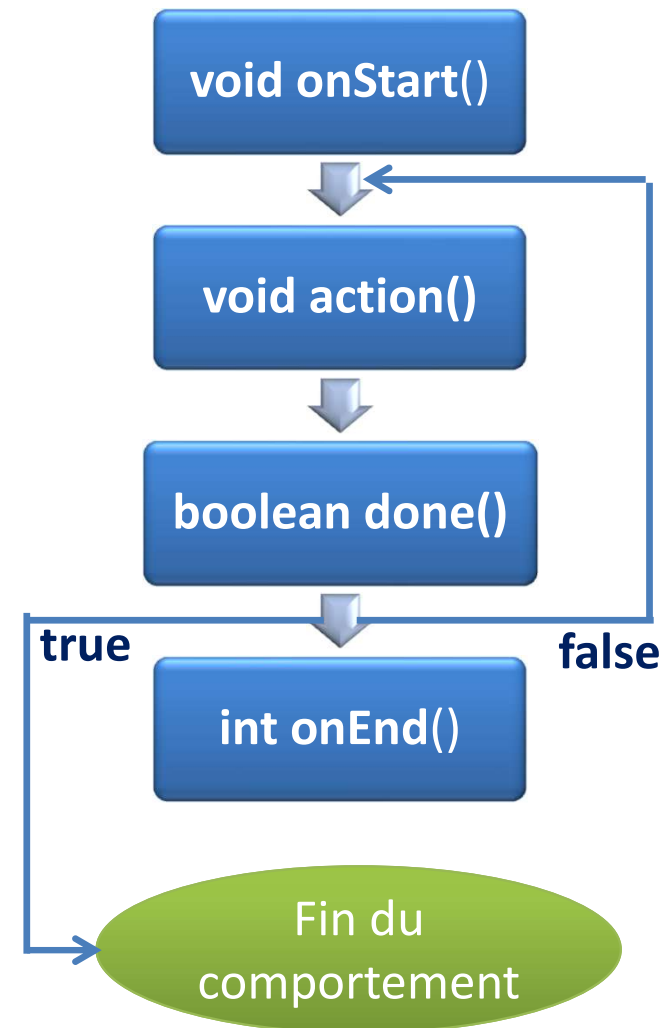 void onStart()
void action()
boolean done()
true
false
int onEnd()
Fin du
comportement